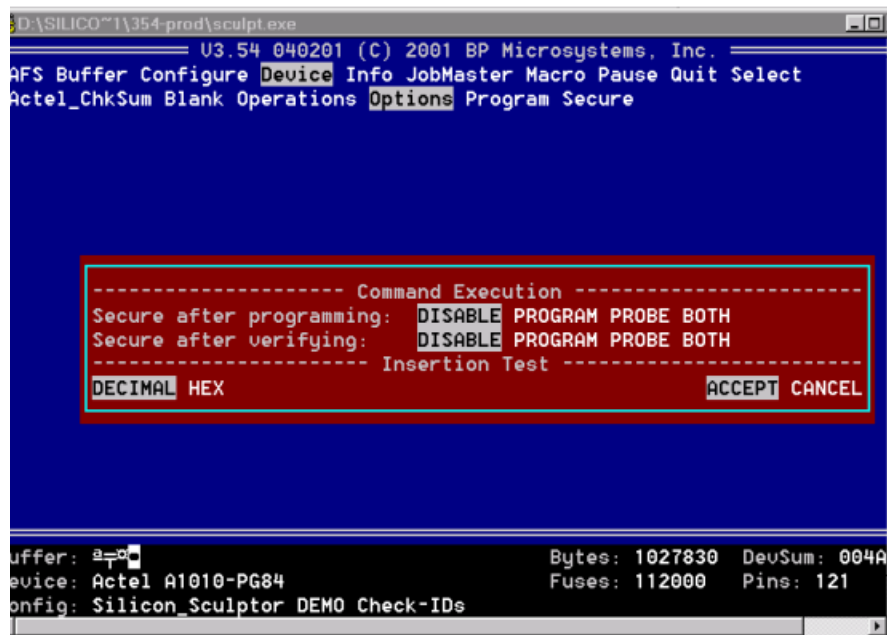 D:\SILICO~1\354-prod\sculpt.exe
V3.54 040201 (C) 2001 BP Microsystems, Inc.
AFS Buffer Configure Device Info JobMaster Macro Pause Quit Select
Actel_ChkSum Blank Operations Options Program Secure
--------------------- Command Execution ------------------------
Secure after programming: DISABLE PROGRAM PROBE BOTH
Secure after verifying: DISABLE PROGRAM PROBE BOTH
----------------------- Insertion Test -------------------------
DECIMAL HEX ACCEPT CANCEL
uffer: Bytes: 1027830 DevSum: 004A
evice: Actel A1010-PG84 Fuses: 112000 Pins: 121
onfig: Silicon_Sculptor DEMO Check-IDs